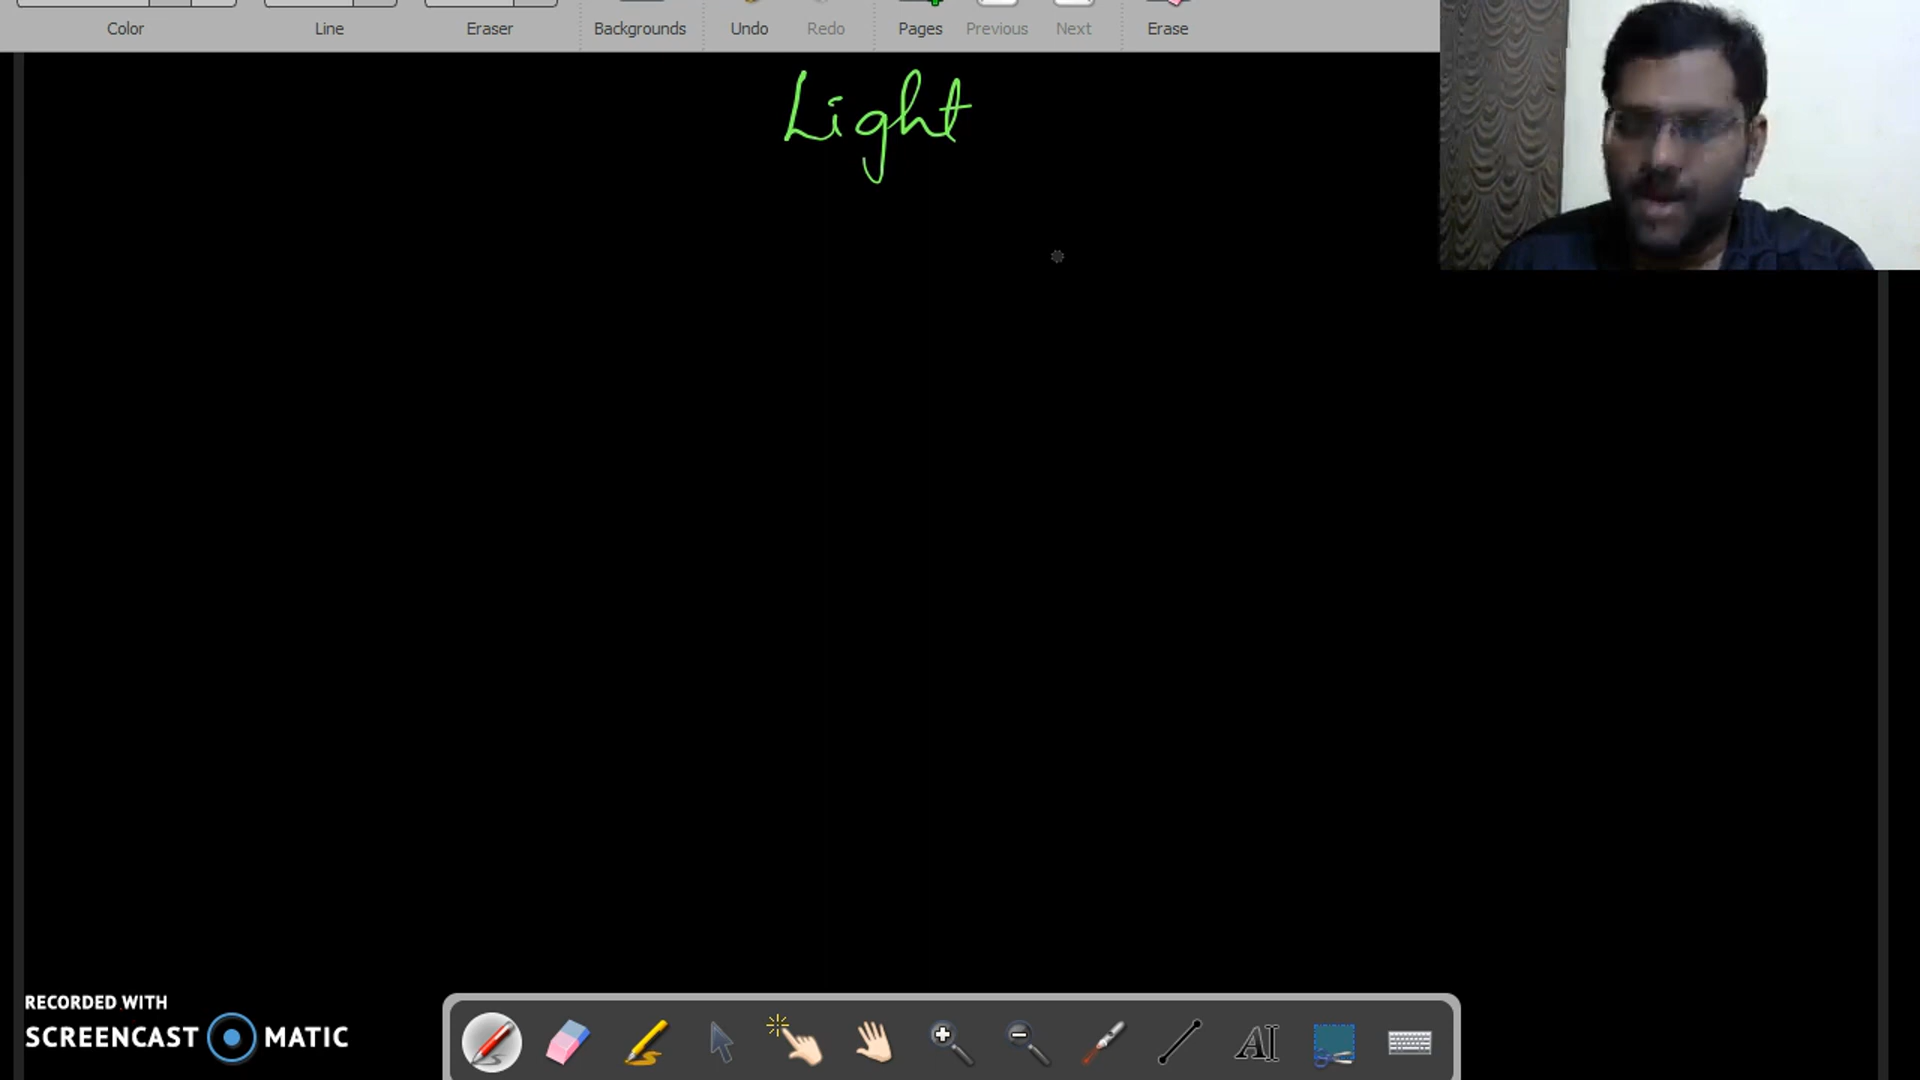 Color Line Eraser Backgrounds Undo Redo Pages Previous Next Erase
Light
RECORDED WITH
SCREENCAST MATIC
AI